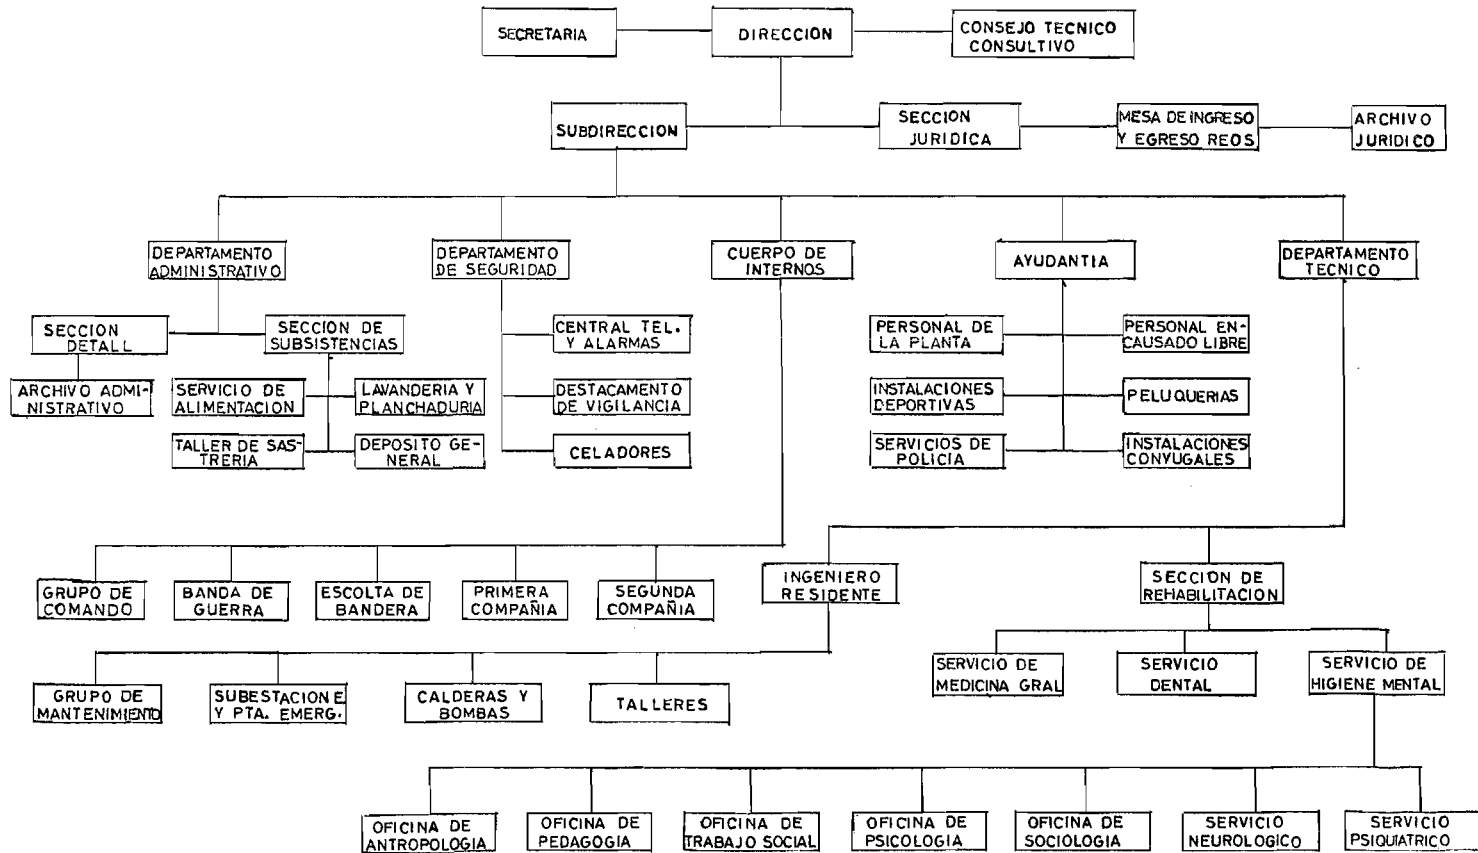 SECRETARIA
DIRECCION
CONSEJO TECNICO
CONSULTIVO
SUBDIRECCION
SECCION
JURIDICA
MESA DE INGRESO
Y EGRESO REOS
ARCHIVO
JURIDICO
DEPARTAMENTO
ADMINISTRATIVO
DEPARTAMENTO
DE SEGURIDAD
CUERPO DE
INTERNOS
AYUDANTIA
DEPARTAMENTO
TECNICO
SECCION
DETALL
SECCION DE
SUBSISTENCIAS
CENTRAL TEL.
Y ALARMAS
PERSONAL DE
LA PLANTA
PERSONAL EN-
CAUSADO LIBRE
ARCHIVO ADMI-
NISTRATIVO
SERVICIO DE
ALIMENTACION
LAVANDERIA Y
PLANCHADURIA
DESTACAMENTO
DE VIGILANCIA
INSTALACIONES
DEPORTIVAS
PELUQUERIAS
TALLER DE SAS-
TRERIA
DEPOSITO GE-
NERAL
CELADORES
SERVICIOS DE
POLICIA
INSTALACIONES
CONYUGALES
GRUPO DE
COMANDO
BANDA DE
GUERRA
ESCOLTA DE
BANDERA
PRIMERA
COMPAÑIA
SEGUNDA
COMPAÑIA
INGENIERO
RESIDENTE
SECCION DE
REHABILITACION
GRUPO DE
MANTENIMIENTO
SUBESTACION E
Y PTA. EMERG.
CALDERAS Y
BOMBAS
TALLERES
SERVICIO DE
MEDICINA GRAL
SERVICIO
DENTAL
SERVICIO DE
HIGIENE MENTAL
OFICINA DE
ANTROPOLOGIA
OFICINA DE
PEDAGOGIA
OFICINA DE
TRABAJO SOCIAL
OFICINA DE
PSICOLOGIA
OFICINA DE
SOCIOLOGIA
SERVICIO
NEUROLOGICO
SERVICIO
PSIQUIATRICO